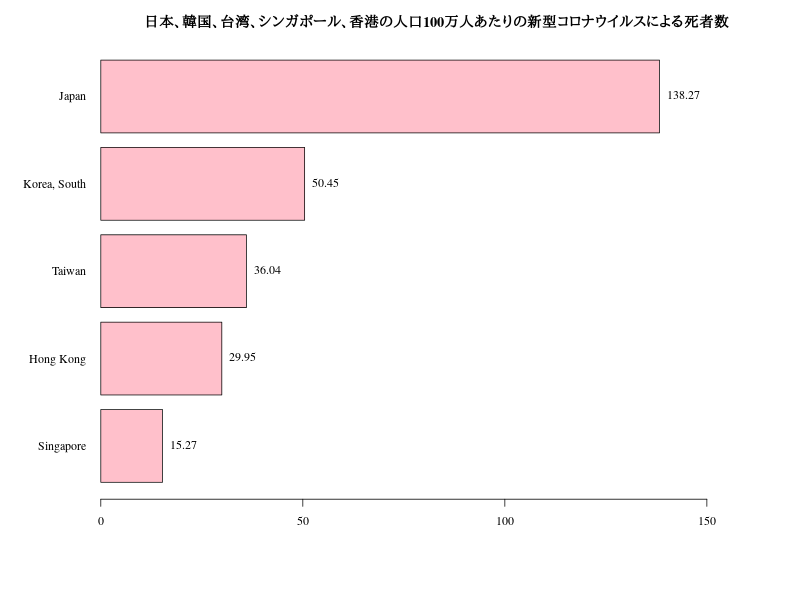 日本、韓国、台湾、シンガポール、香港の人口100万人あたりの新型コロナウイルスによる死者数
Japan 138.27
Korea, South 50.45
Taiwan 36.04
Hong Kong 29.95
Singapore 15.27
0 50 100 150